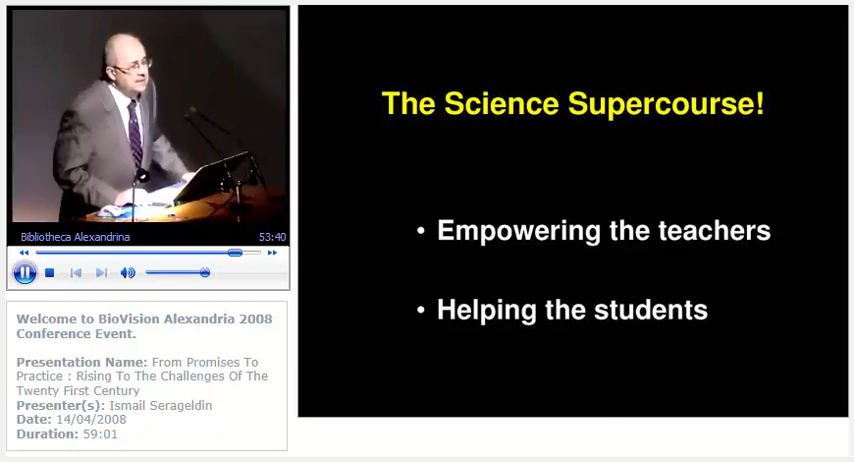 Bibliotheca Alexandrina 53:40
Welcome to BioVision Alexandria 2008
Conference Event.
Presentation Name: From Promises To
Practice : Rising To The Challenges Of The
Twenty First Century
Presenter(s): Ismail Serageldin
Date: 14/04/2008
Duration: 59:01
The Science Supercourse!
• Empowering the teachers
• Helping the students